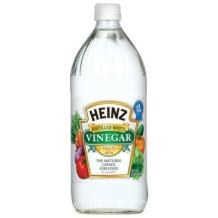 HEINZ
DISTILLED WHITE
VINEGAR
THE NATURAL
CHOICE
FOR FOOD